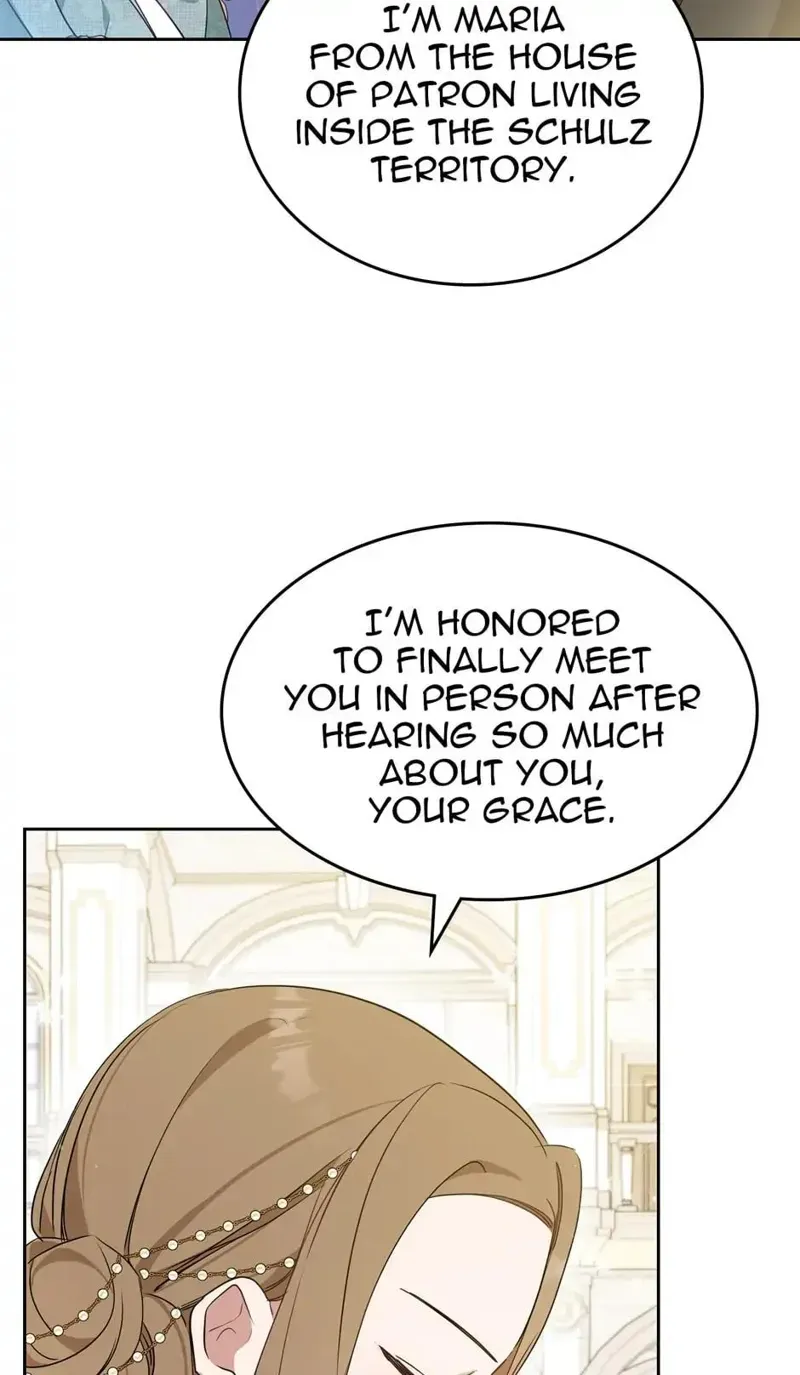 I'M MARIA
FROM THE HOUSE
OF PATRON LIVING
INSIDE THE SCHULZ
TERRITORY.
I'M HONORED
TO FINALLY MEET
YOU IN PERSON AFTER
HEARING SO MUCH
ABOUT YOU,
YOUR GRACE.